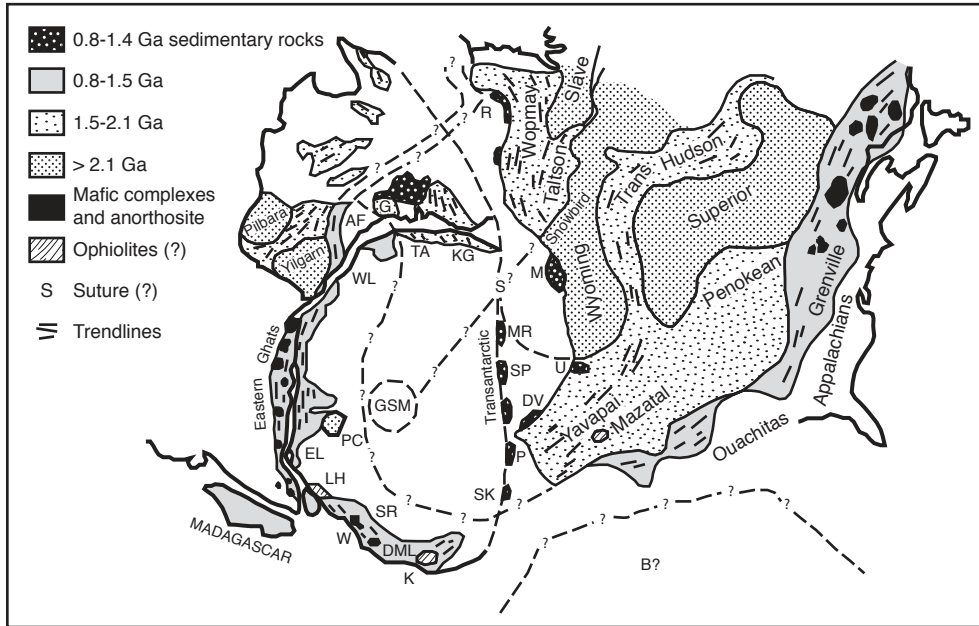 0.8-1.4 Ga sedimentary rocks
0.8-1.5 Ga
1.5-2.1 Ga
> 2.1 Ga
Mafic complexes
and anorthosite
Ophiolites (?)
S Suture (?)
Trendlines
R
Wopmay
Slave
Taltson
Snowbird
Trans
Hudson
Superior
Wyoming
Penokean
Grenville
Appalachians
Ouachitas
Yavapai
Mazatal
Pilbara
Yilgarn
AF
G
TA
KG
WL
M
S
MR
SP
U
DV
P
SK
Transantarctic
GSM
Eastern
Ghats
PC
EL
LH
SR
W
DML
K
MADAGASCAR
B?
? ? ? ? ? ? ? ? ? ? ? ? ? ? ? ? ? ? ? ?